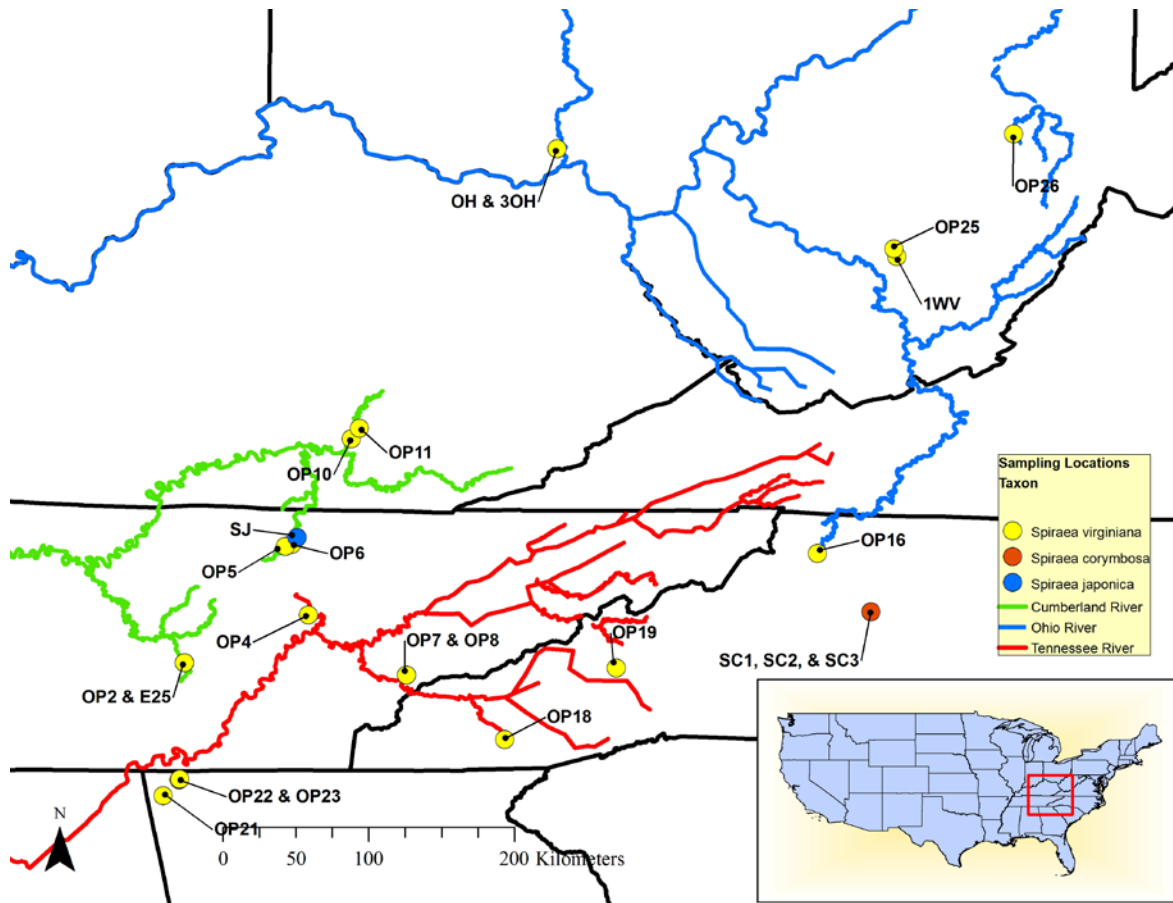 OH & 3OH
OP26
OP25
1WV
OP11
OP10
Sampling Locations
Taxon
Spiraea virginiana
Spiraea corymbosa
Spiraea japonica
Cumberland River
Ohio River
Tennessee River
SJ
OP6
OP5
OP16
OP4
OP7 & OP8
OP19
SC1, SC2, & SC3
OP2 & E25
OP18
OP22 & OP23
OP21
N
0 50 100 200 Kilometers